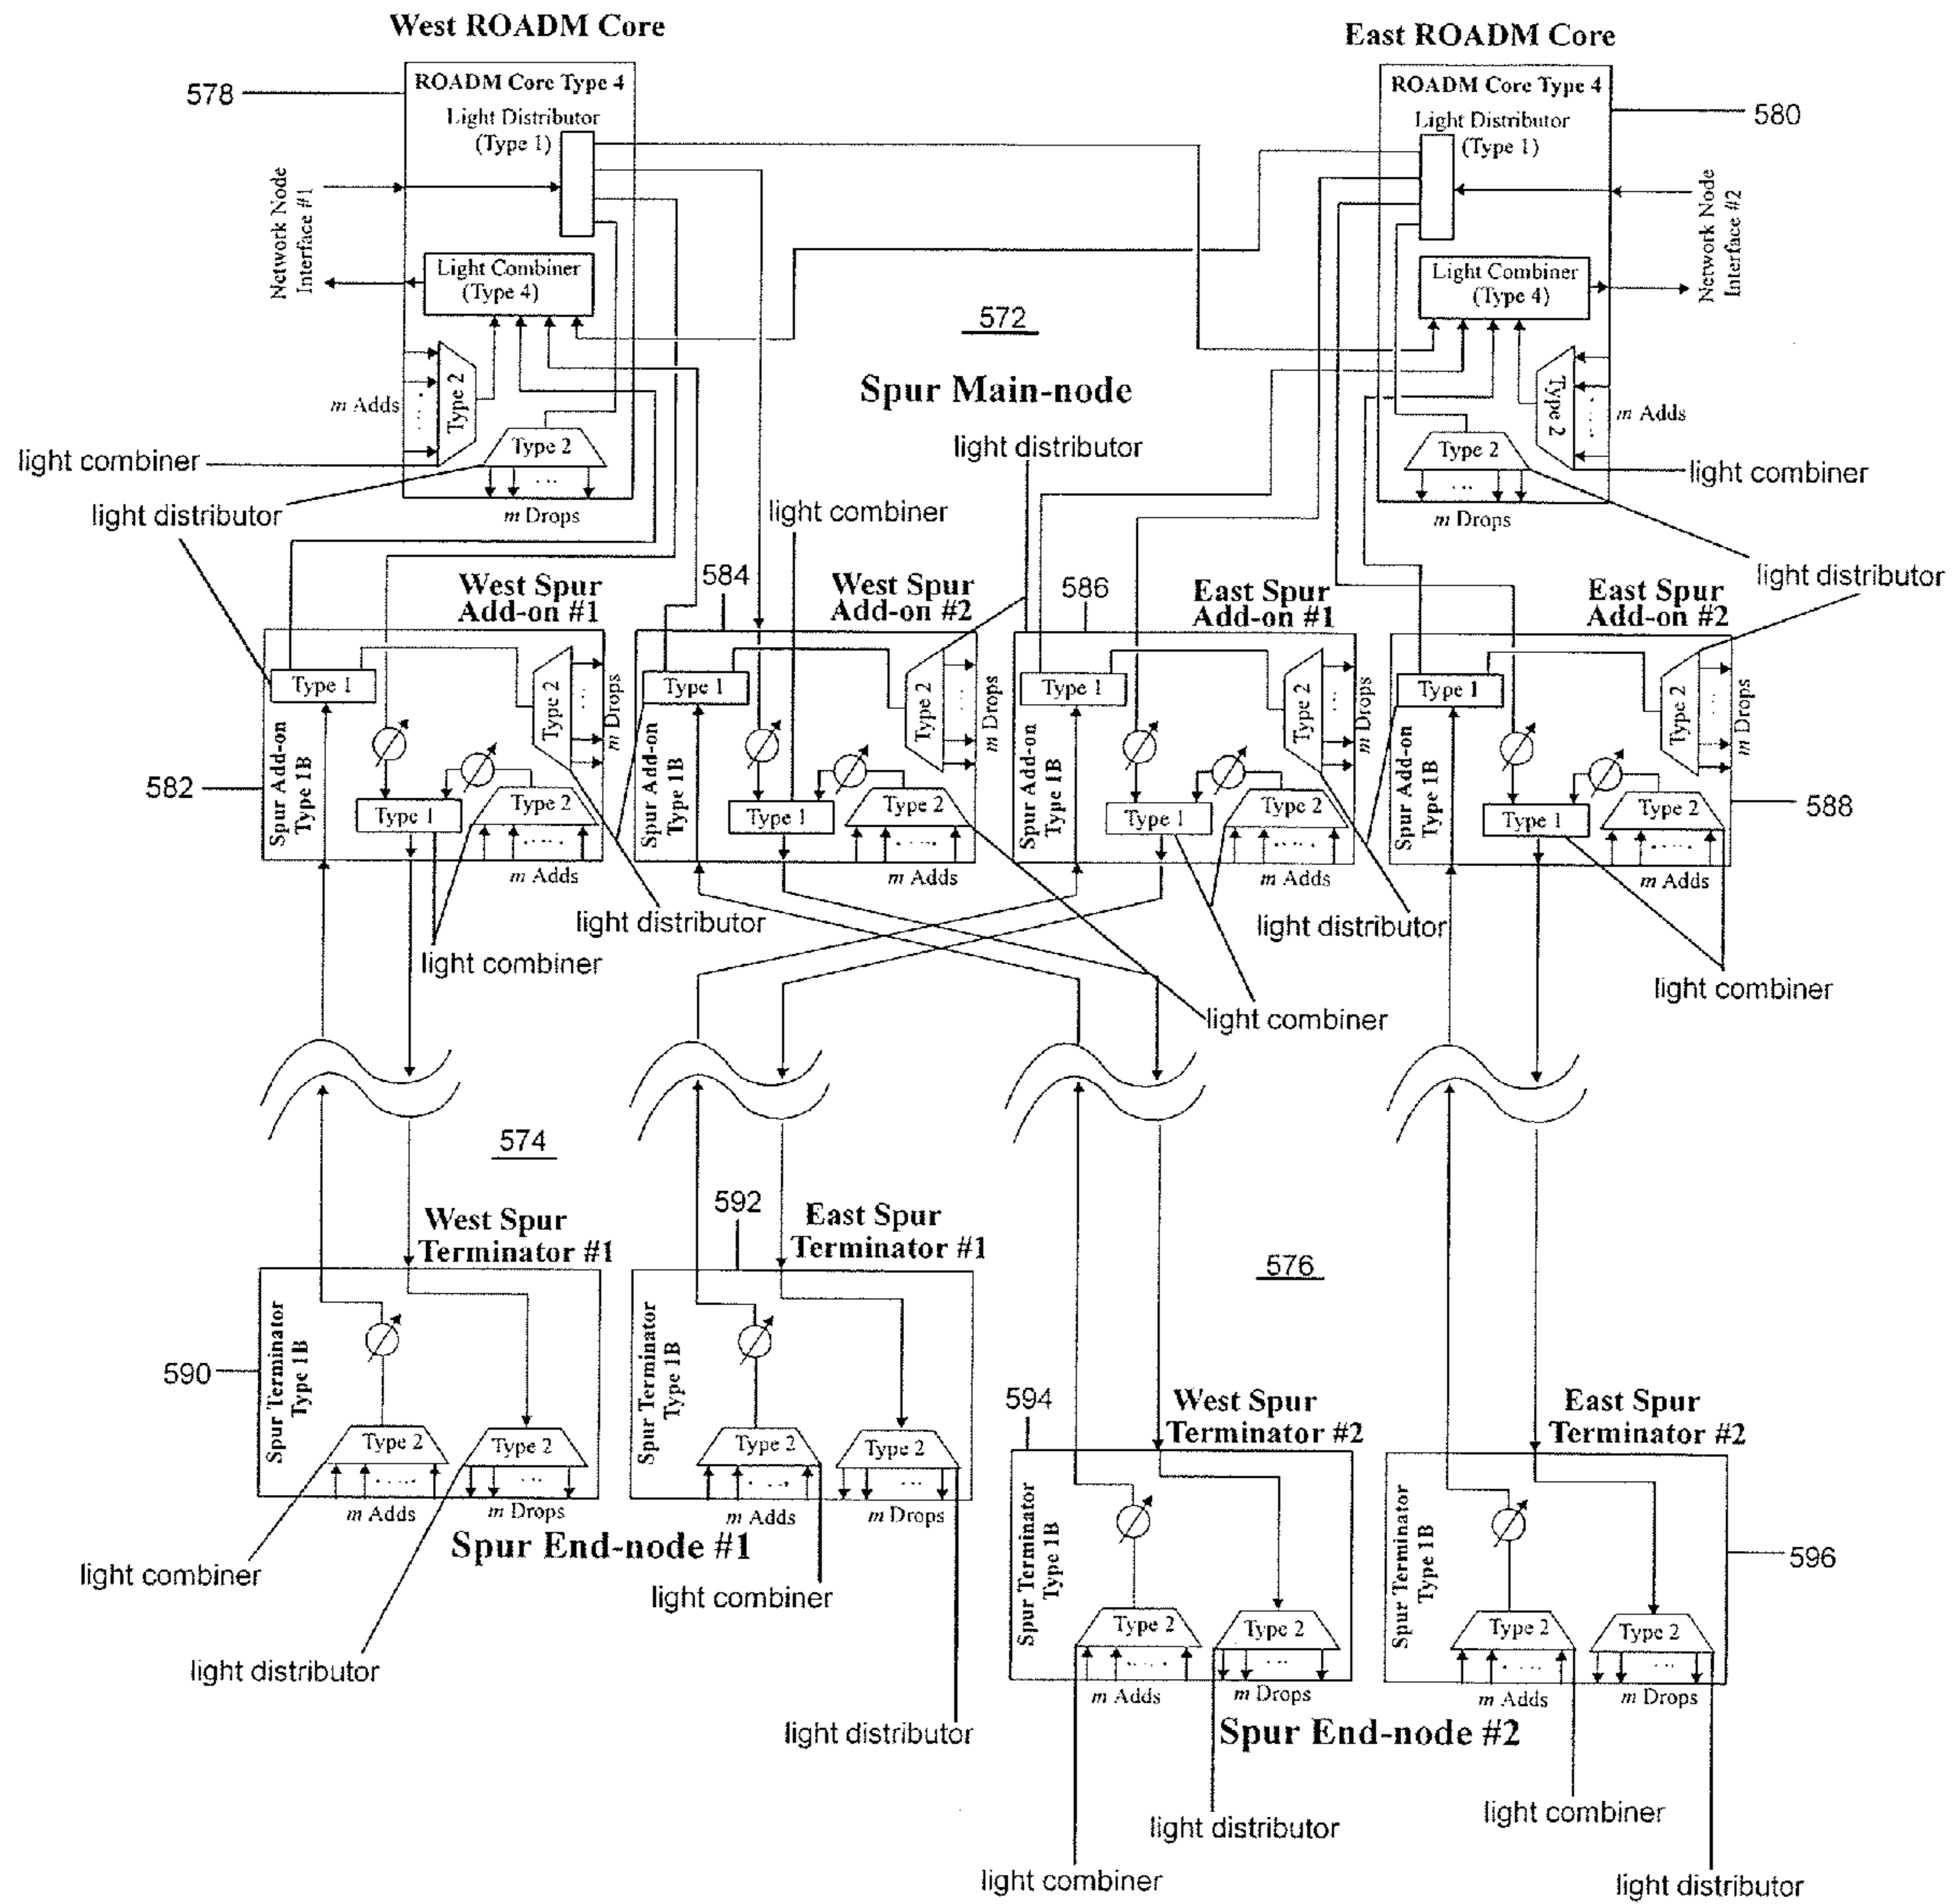 West ROADM Core
East ROADM Core
578
ROADM Core Type 4
Light Distributor
(Type 1)
Network Node
Interface #1
Light Combiner
(Type 4)
m Adds
Type 2
Type 2
...
m Drops
light combiner
light distributor
580
ROADM Core Type 4
Light Distributor
(Type 1)
Network Node
Interface #2
Light Combiner
(Type 4)
Type 2
m Adds
Type 2
...
m Drops
light combiner
light distributor
572
Spur Main-node
light distributor
light combiner
West Spur
Add-on #1
584
West Spur
Add-on #2
586
East Spur
Add-on #1
East Spur
Add-on #2
582
Spur Add-on
Type 1B
Type 1
Type 2
m Drops
Type 1
Type 2
m Adds
Spur Add-on
Type 1B
Type 1
Type 2
m Drops
Type 1
Type 2
m Adds
Spur Add-on
Type 1B
Type 1
Type 2
m Drops
Type 1
Type 2
m Adds
Spur Add-on
Type 1B
Type 1
Type 2
m Drops
Type 1
Type 2
m Adds
588
light combiner
light distributor
light distributor
light combiner
light combiner
574
592
West Spur
Terminator #1
East Spur
Terminator #1
576
590
Spur Terminator
Type 1B
Type 2
Type 2
m Adds
m Drops
Spur Terminator
Type 1B
Type 2
Type 2
m Adds
m Drops
Spur End-node #1
light combiner
light distributor
light combiner
light distributor
594
West Spur
Terminator #2
East Spur
Terminator #2
Spur Terminator
Type 1B
Type 2
Type 2
m Adds
m Drops
Spur Terminator
Type 1B
Type 2
Type 2
m Adds
m Drops
596
Spur End-node #2
light combiner
light distributor
light combiner
light distributor